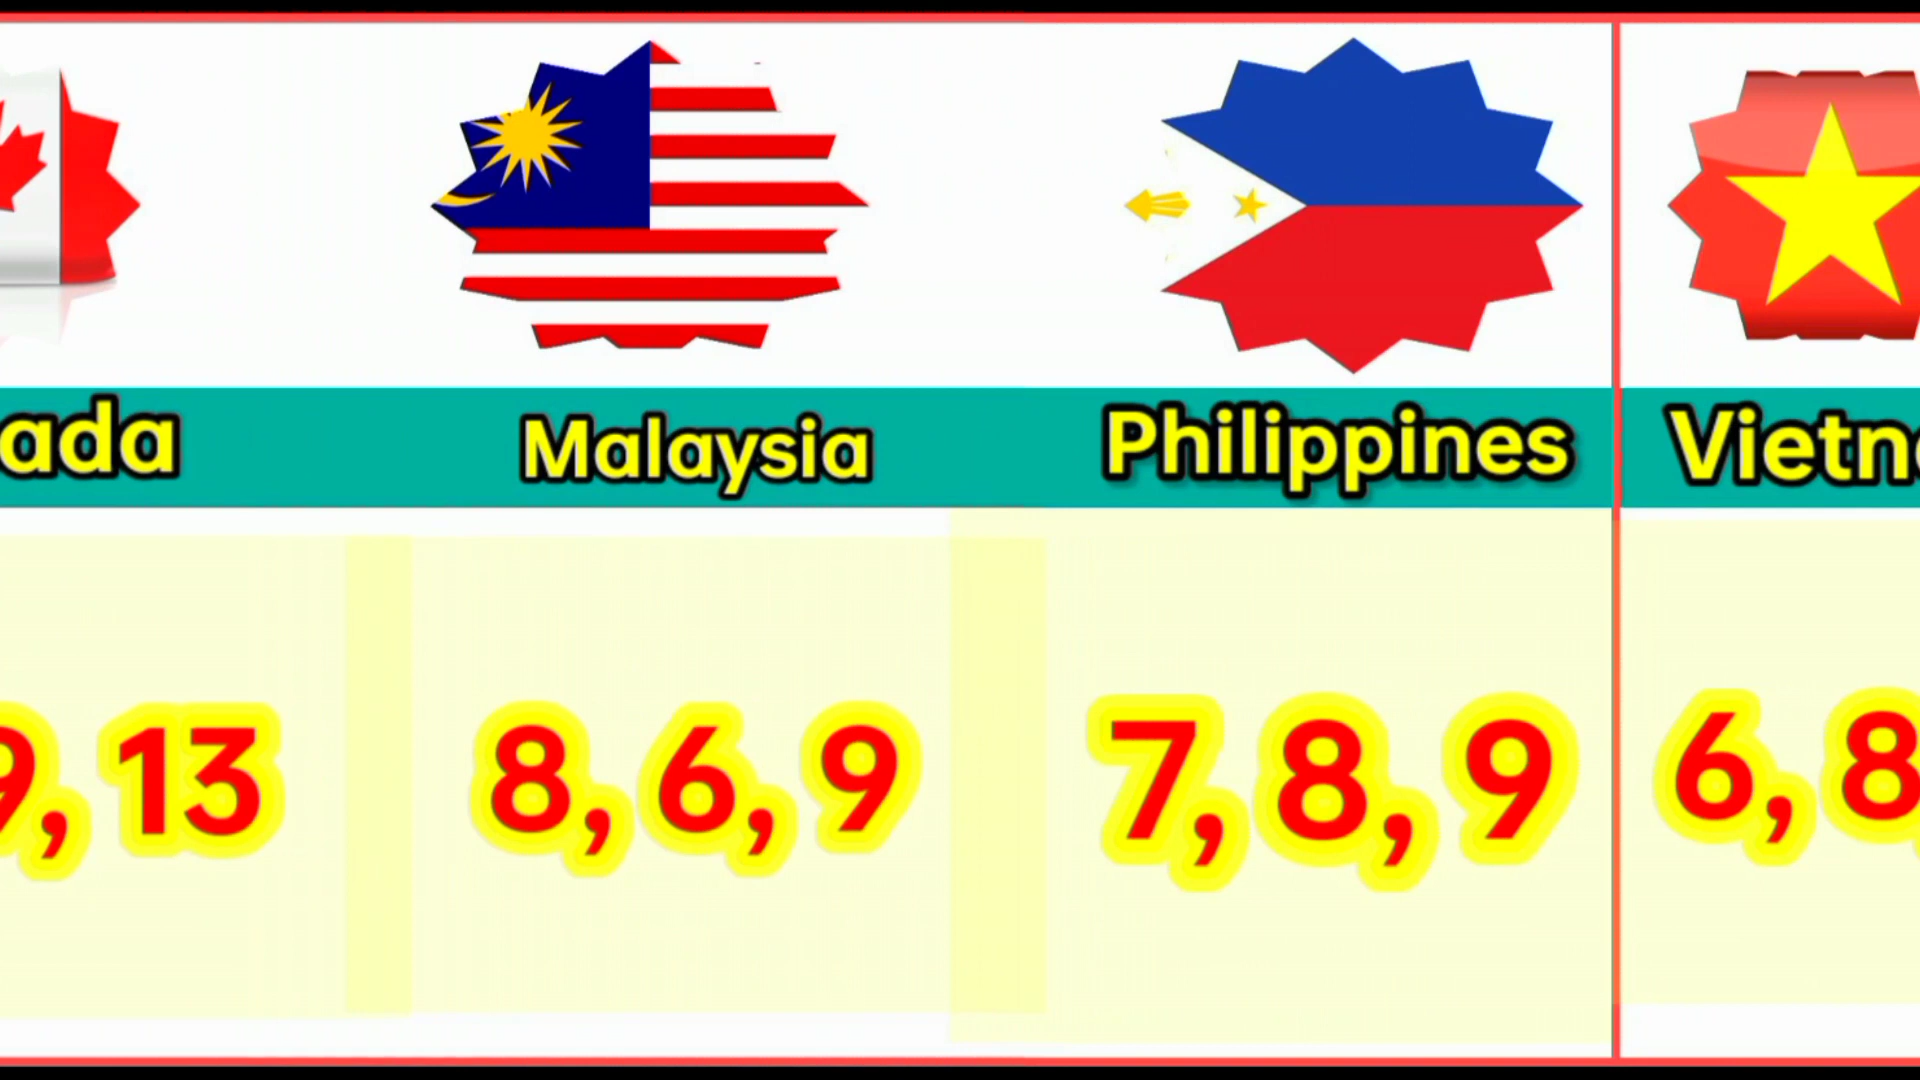 ada Malaysia Philippines Vietn
9, 13 8, 6, 9 7, 8, 9 6, 8